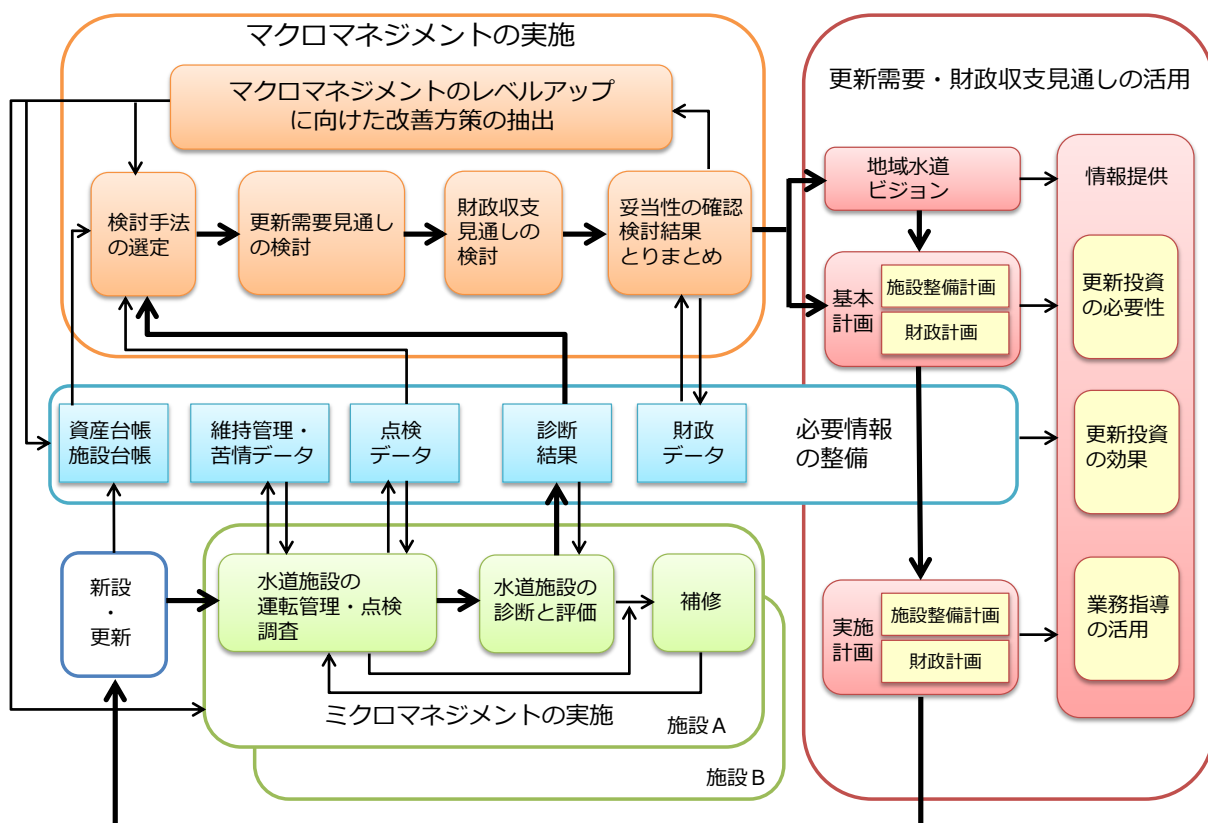 マクロマネジメントの実施
マクロマネジメントのレベルアップ
に向けた改善方策の抽出
検討手法
の選定
更新需要見通し
の検討
財政収支
見通しの
検討
妥当性の確認
検討結果
とりまとめ
更新需要・財政収支見通しの活用
地域水道
ビジョン
基本
計画
施設整備計画
財政計画
実施
計画
施設整備計画
財政計画
情報提供
更新投資
の必要性
更新投資
の効果
業務指導
の活用
資産台帳
施設台帳
維持管理・
苦情データ
点検
データ
診断
結果
財政
データ
必要情報
の整備
新設
・
更新
水道施設の
運転管理・点検
調査
水道施設の
診断と評価
補修
ミクロマネジメントの実施
施設A
施設B